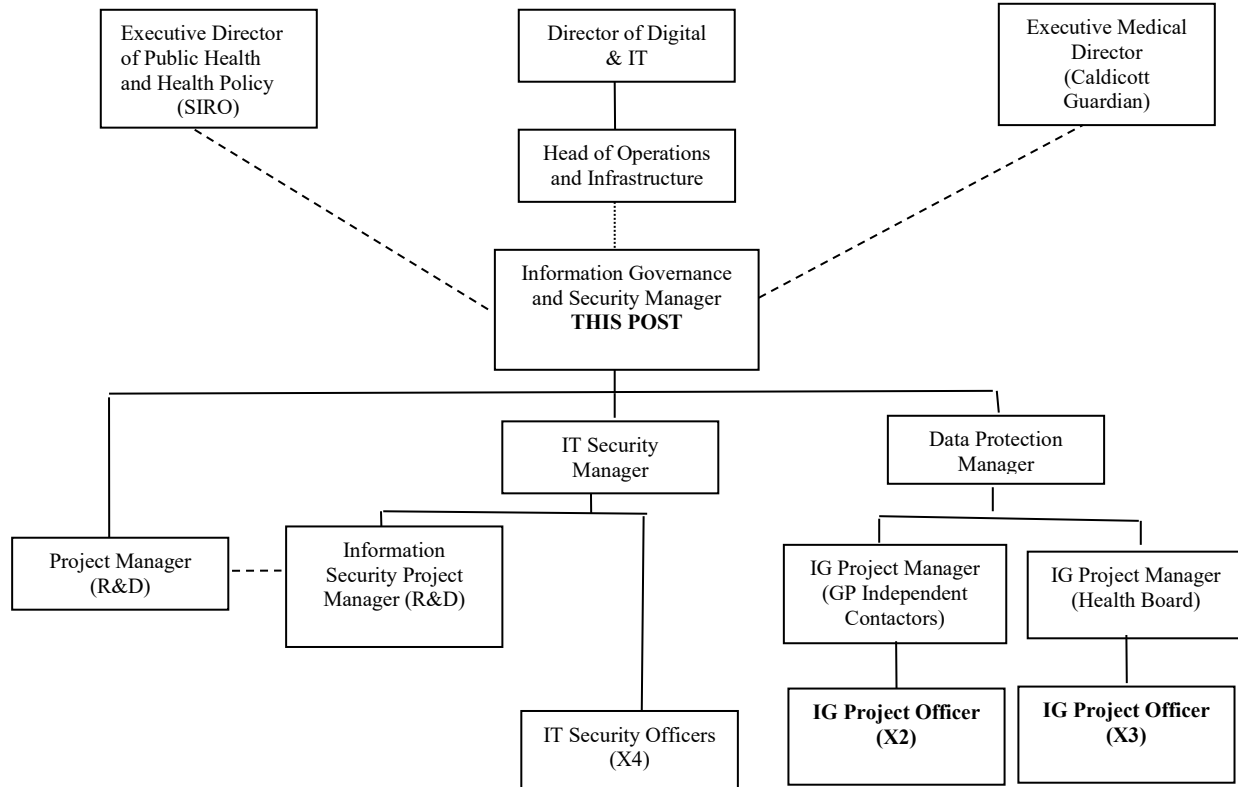 Executive Director
of Public Health
and Health Policy
(SIRO)
Director of Digital
& IT
Executive Medical
Director
(Caldicott
Guardian)
Head of Operations
and Infrastructure
Information Governance
and Security Manager
THIS POST
IT Security
Manager
Data Protection
Manager
Project Manager
(R&D)
Information
Security Project
Manager (R&D)
IG Project Manager
(GP Independent
Contactors)
IG Project Manager
(Health Board)
IT Security Officers
(X4)
IG Project Officer
(X2)
IG Project Officer
(X3)